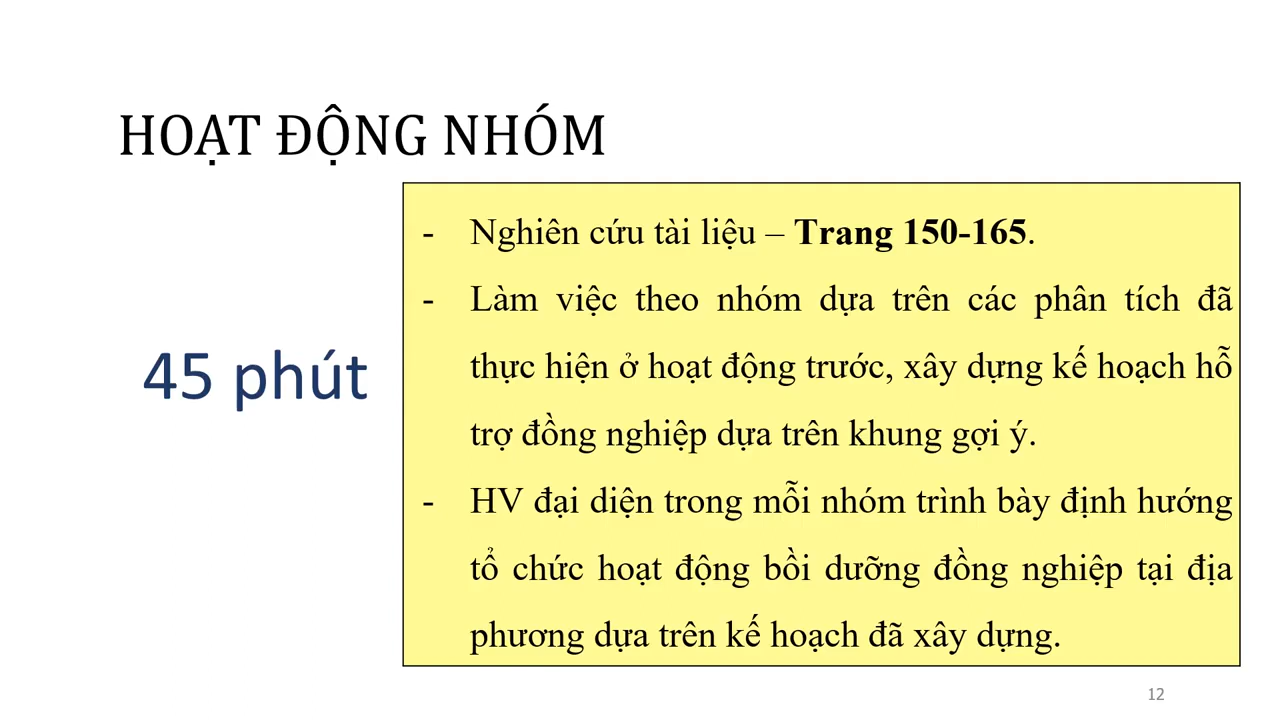 HOẠT ĐỘNG NHÓM
45 phút
- Nghiên cứu tài liệu – Trang 150-165.
- Làm việc theo nhóm dựa trên các phân tích đã
thực hiện ở hoạt động trước, xây dựng kế hoạch hỗ
trợ đồng nghiệp dựa trên khung gợi ý.
- HV đại diện trong mỗi nhóm trình bày định hướng
tổ chức hoạt động bồi dưỡng đồng nghiệp tại địa
phương dựa trên kế hoạch đã xây dựng.
12